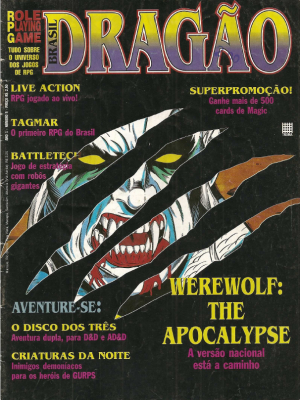 ROLE
PLAYING
GAME
TUDO SOBRE
O UNIVERSO
DOS JOGOS
DE RPG
DRAGÃO
BRASIL
LIVE ACTION
RPG jogado ao vivo!
SUPERPROMOÇÃO!
Ganhe mais de 500
cards de Magic
TAGMAR
O primeiro RPG do Brasil
BATTLETECH
Jogo de estratégia
com robôs
gigantes
WEREWOLF:
THE
APOCALYPSE
A versão nacional
está a caminho
AVENTURE-SE:
O DISCO DOS TRÊS
Aventura dupla, para D&D e AD&D
CRIATURAS DA NOITE
Inimigos demoníacos
para os heróis de GURPS